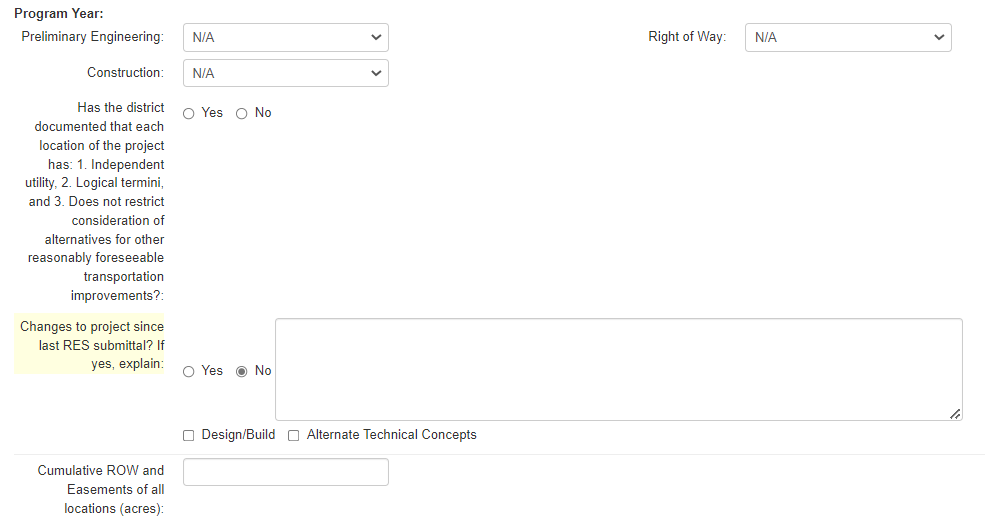 Program Year:
Preliminary Engineering: N/A Right of Way: N/A
Construction: N/A
Has the district
documented that each
location of the project
has: 1. Independent
utility, 2. Logical termini,
and 3. Does not restrict
consideration of
alternatives for other
reasonably foreseeable
transportation
improvements?:
Yes No
Changes to project since
last RES submittal? If
yes, explain:
Yes No
Design/Build Alternate Technical Concepts
Cumulative ROW and
Easements of all
locations (acres):